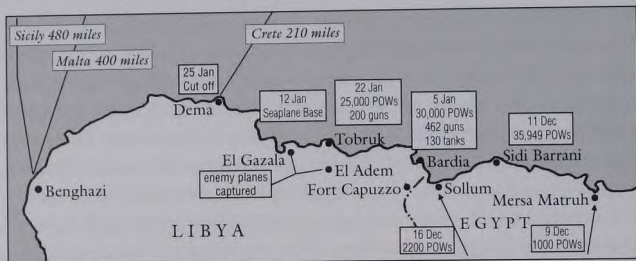 Sicily 480 miles
Malta 400 miles
Crete 210 miles
25 Jan
Cut off
Dema
12 Jan
Seaplane Base
22 Jan
25,000 POWs
200 guns
5 Jan
30,000 POWs
462 guns
130 tanks
11 Dec
35,949 POWs
Tobruk
El Gazala
El Adem
enemy planes
captured
Bardia
Sidi Barrani
Fort Capuzzo
Sollum
Mersa Matruh
Benghazi
LIBYA
EGYPT
16 Dec
2200 POWs
9 Dec
1000 POWs